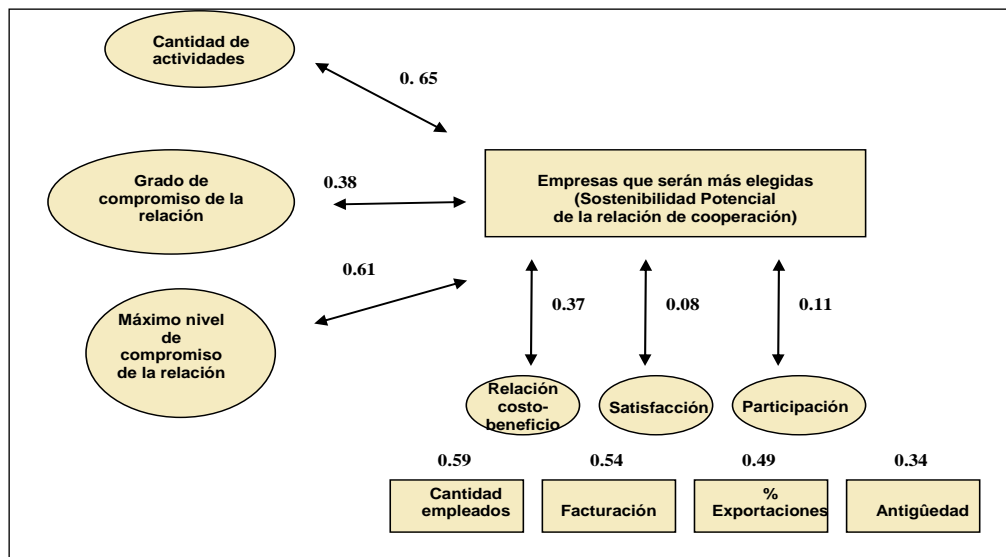 Cantidad de
actividades
0. 65
Grado de
compromiso de la
relación
0.38
Empresas que serán más elegidas
(Sostenibilidad Potencial
de la relación de cooperación)
0.61
Máximo nivel
de
compromiso
de la relación
0.37
0.08
0.11
Relación
costo-
beneficio
Satisfacción
Participación
0.59
0.54
0.49
0.34
Cantidad
empleados
Facturación
%
Exportaciones
Antigûedad